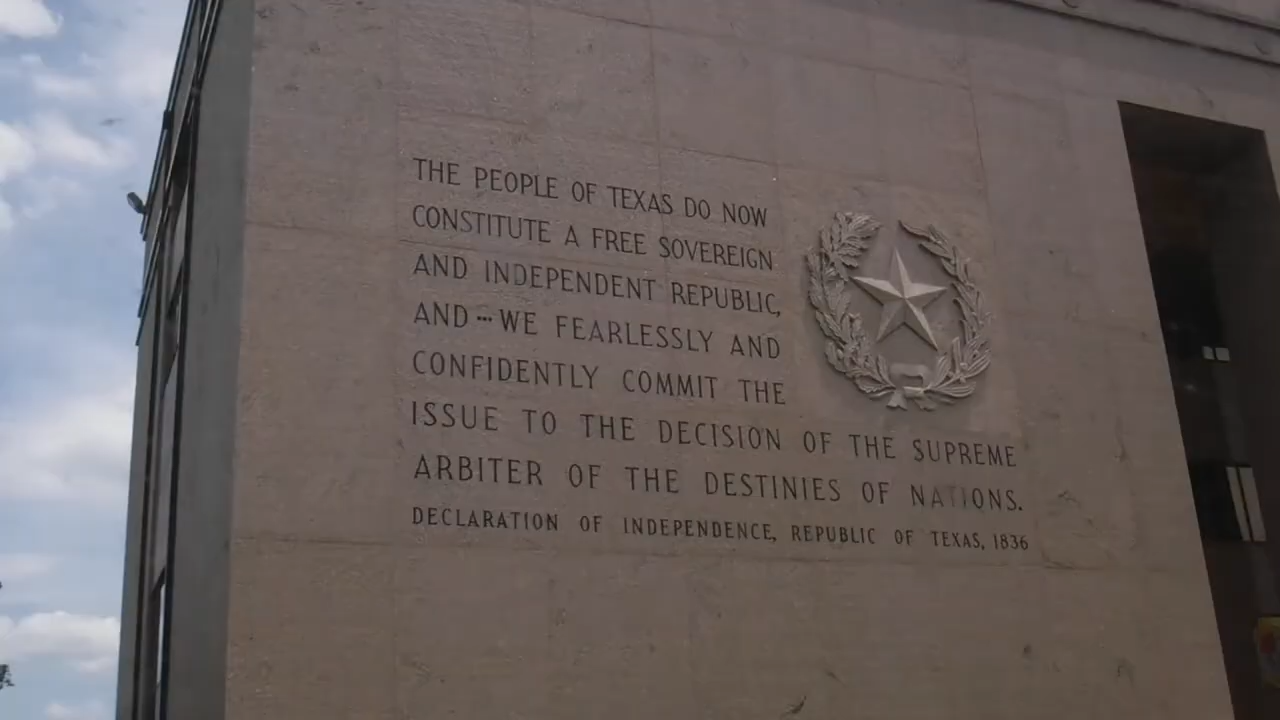 THE PEOPLE OF TEXAS DO NOW
CONSTITUTE A FREE SOVEREIGN
AND INDEPENDENT REPUBLIC,
AND ··· WE FEARLESSLY AND
CONFIDENTLY COMMIT THE
ISSUE TO THE DECISION OF THE SUPREME
ARBITER OF THE DESTINIES OF NATIONS.
DECLARATION OF INDEPENDENCE, REPUBLIC OF TEXAS, 1836